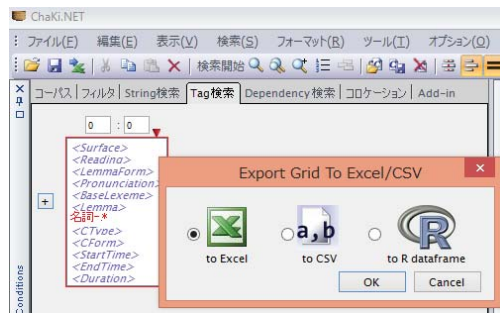 ChaKi.NET
ファイル(F) 編集(E) 表示(V) 検索(S) フォーマット(R) ツール(T) オプション(O)
検索開始
コーパス フィルタ String検索 Tag検索 Dependency検索 コロケーション Add-in
0 : 0
<Surface>
<Reading>
<LemmaForm>
<Pronunciation>
<BaseLexeme>
<Lemma>
名詞-*
<CType>
<CForm>
<StartTime>
<EndTime>
<Duration>
+
Conditions
Export Grid To Excel/CSV
a,b
R
to Excel to CSV to R dataframe
OK Cancel